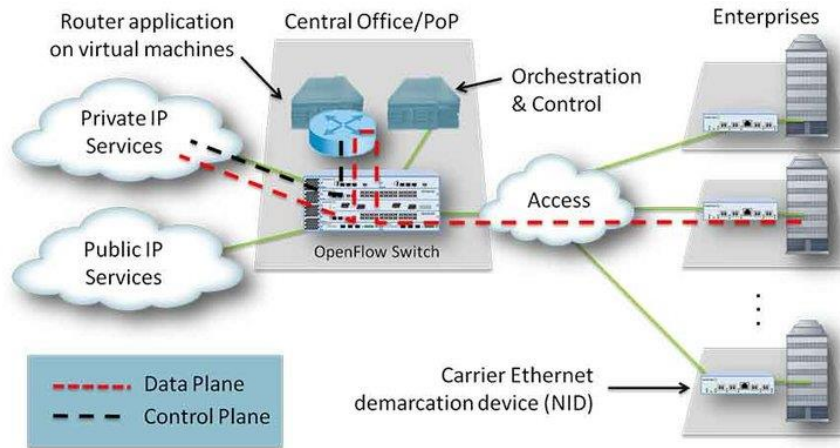 Router application
on virtual machines
Central Office/PoP
Enterprises
Orchestration
& Control
Private IP
Services
Access
OpenFlow Switch
Public IP
Services
Data Plane
Control Plane
Carrier Ethernet
demarcation device (NID)